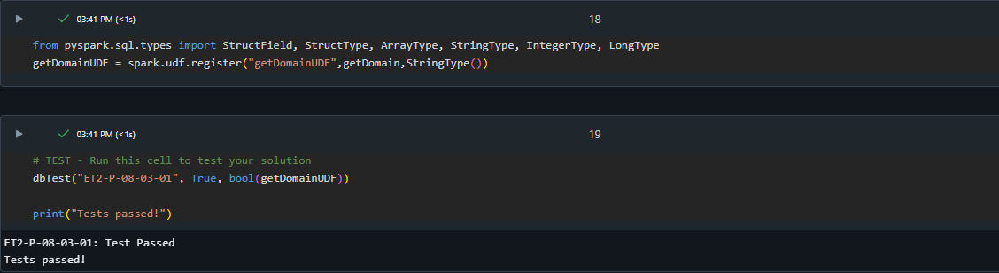 03:41 PM (<1s)
18
from pyspark.sql.types import StructField, StructType, ArrayType, StringType, IntegerType, LongType
getDomainUDF = spark.udf.register("getDomainUDF",getDomain,StringType())
03:41 PM (<1s)
19
# TEST - Run this cell to test your solution
dbTest("ET2-P-08-03-01", True, bool(getDomainUDF))
print("Tests passed!")
ET2-P-08-03-01: Test Passed
Tests passed!